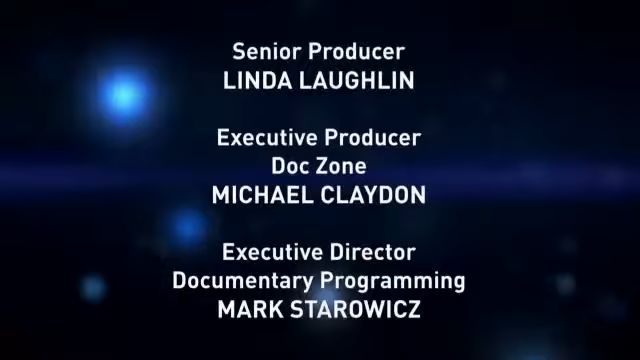 Senior Producer
LINDA LAUGHLIN
Executive Producer
Doc Zone
MICHAEL CLAYDON
Executive Director
Documentary Programming
MARK STAROWICZ